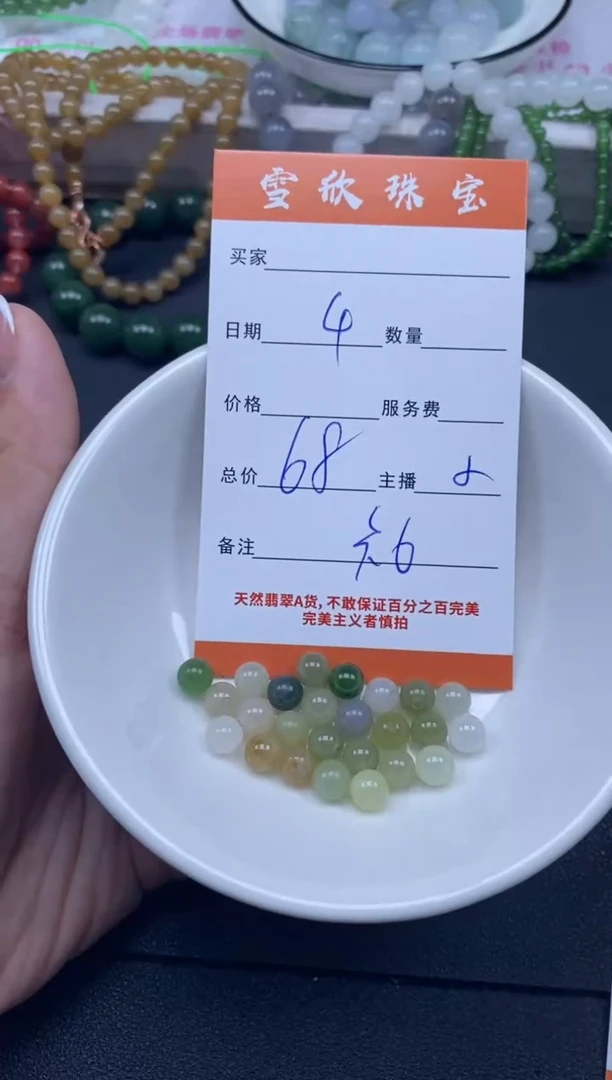 雪欣珠宝
买家
日期 4 数量
价格 服务费
总价 68 主播
备注 6
天然翡翠A货,不敢保证百分之百完美
完美主义者慎拍